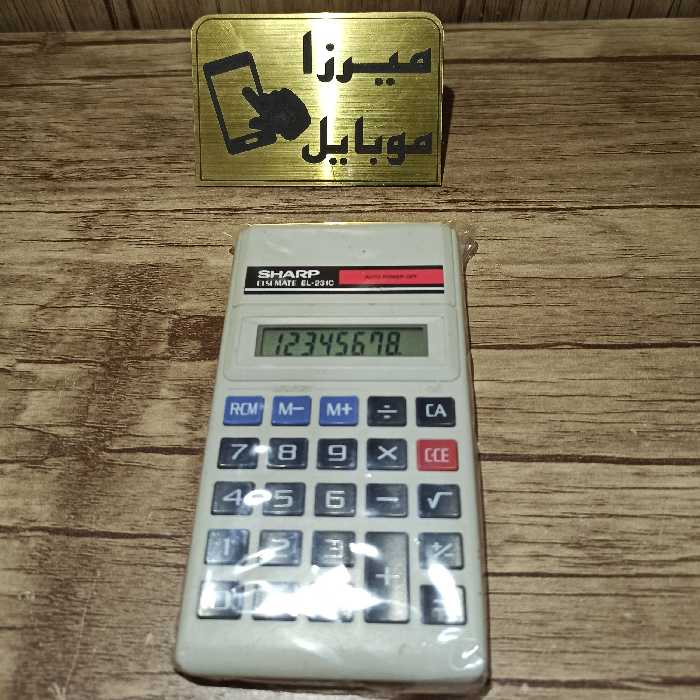 میرزا
موبایل
SHARP
ELSI MATE EL-231C
AUTO POWER OFF
12345678.
RCM M− M+ ÷ CA
7 8 9 × C·CE
4 5 6 − √
1 2 3 + +/−
0